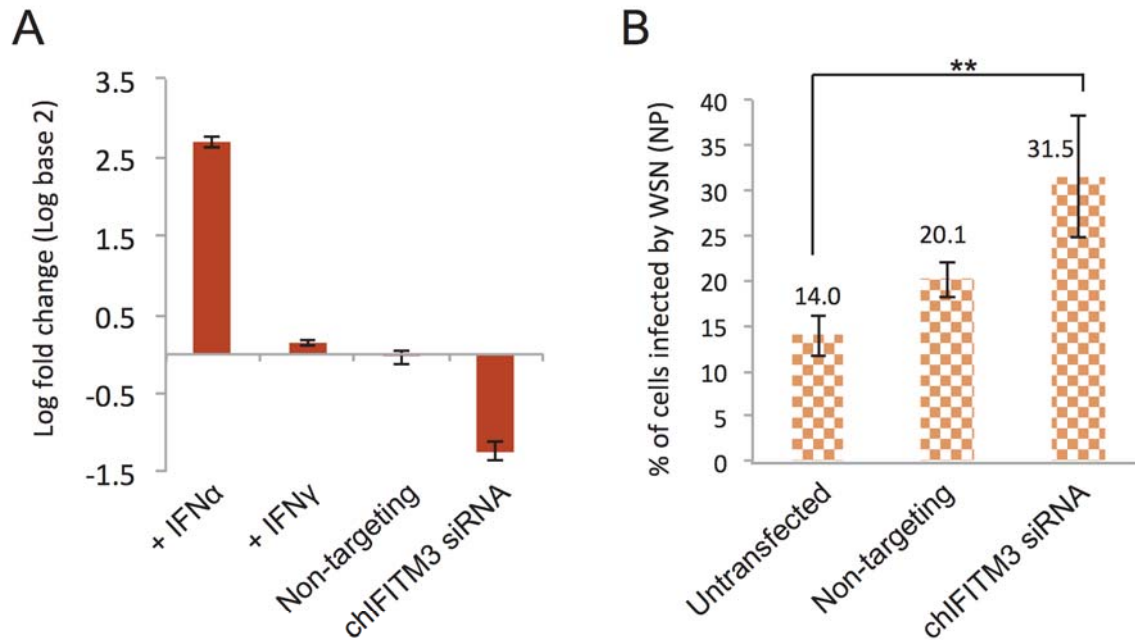 A
Log fold change (Log base 2)
3.5
2.5
1.5
0.5
-0.5
-1.5
+ IFNα
+ IFNγ
Non-targeting
chIFITM3 siRNA
B
% of cells infected by WSN (NP)
40
35
30
25
20
15
10
5
0
**
14.0
20.1
31.5
Untransfected
Non-targeting
chIFITM3 siRNA